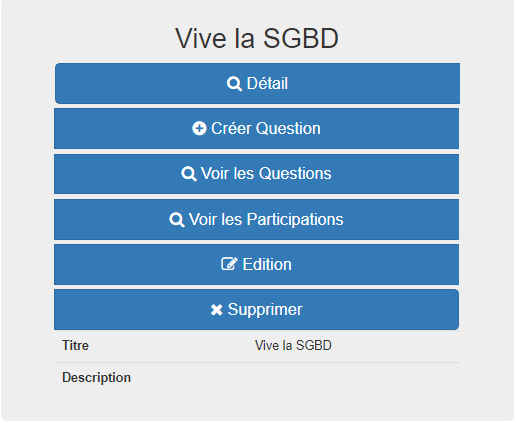 Vive la SGBD
Détail
Créer Question
Voir les Questions
Voir les Participations
Edition
Supprimer
Titre Vive la SGBD
Description